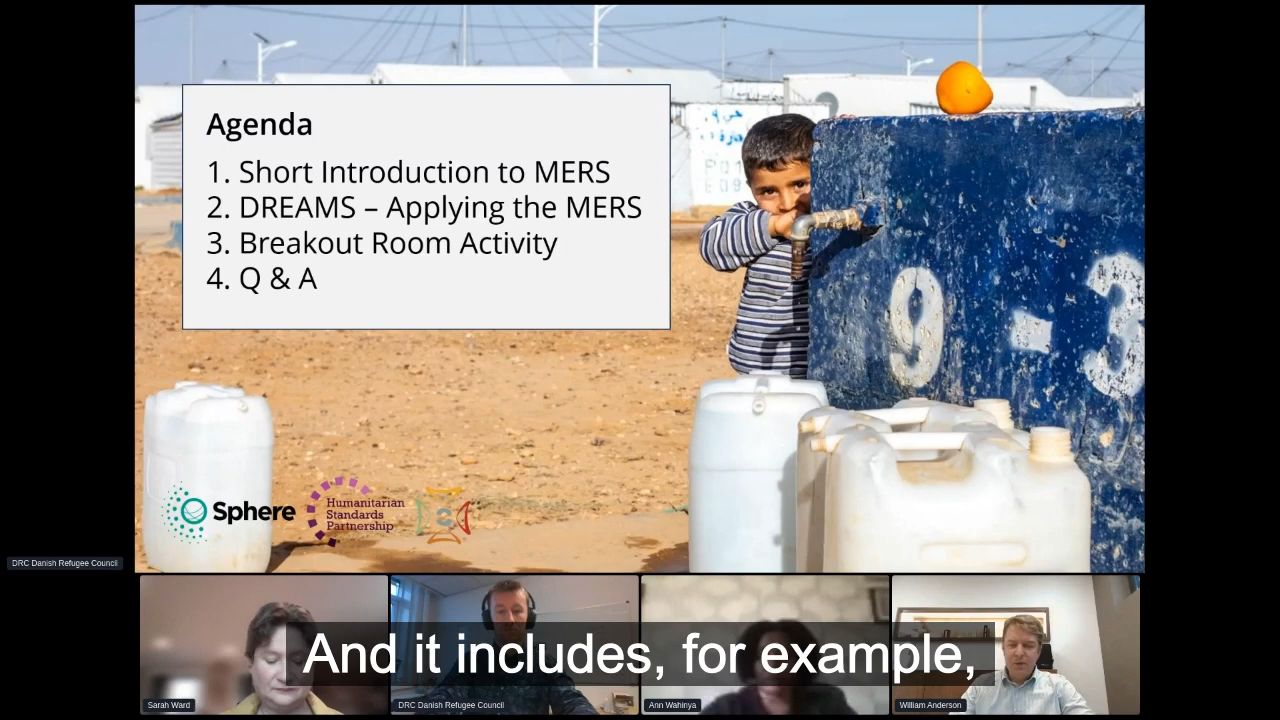 Agenda
1. Short Introduction to MERS
2. DREAMS – Applying the MERS
3. Breakout Room Activity
4. Q & A
9 - 3
Sphere
Humanitarian
Standards
Partnership
DRC Danish Refugee Council
And it includes, for example,
Sarah Ward
DRC Danish Refugee Council
Ann Wahinya
William Anderson